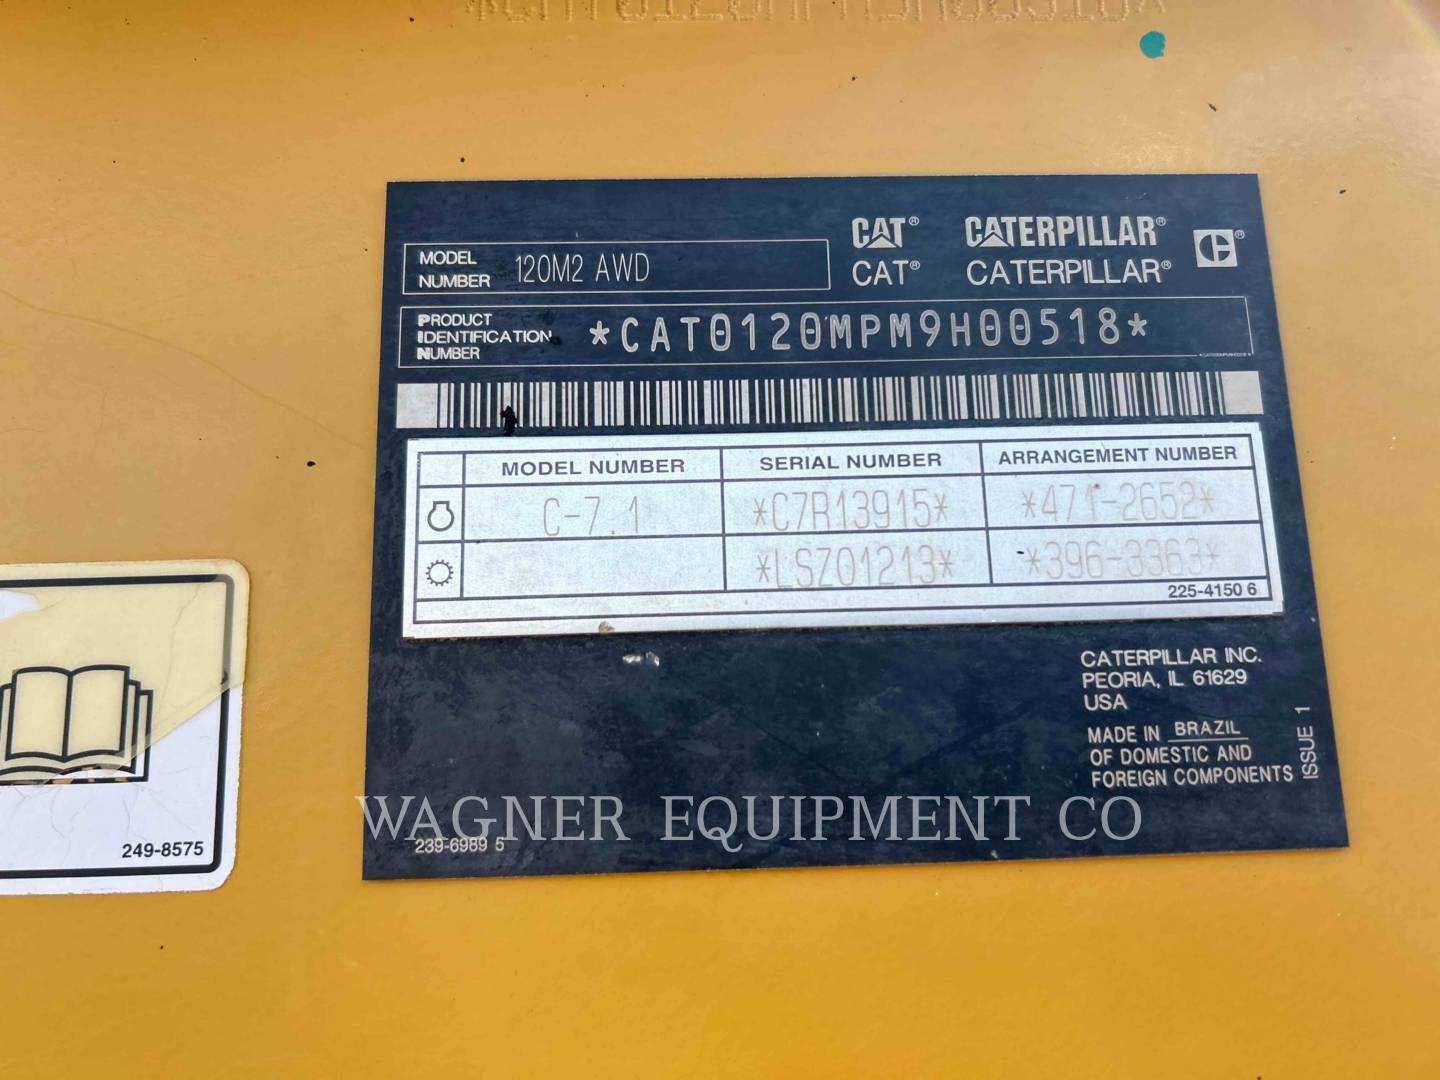 *CAT0120MPM9H00518*
MODEL NUMBER 120M2 AWD
CAT® CATERPILLAR®
CAT® CATERPILLAR®
PRODUCT IDENTIFICATION NUMBER *CAT0120MPM9H00518*
MODEL NUMBER SERIAL NUMBER ARRANGEMENT NUMBER
C-7.1 *C7R13915* *471-2652*
*LSZ01213* *396-3363*
225-4150 6
CATERPILLAR INC.
PEORIA, IL 61629
USA
MADE IN BRAZIL
OF DOMESTIC AND
FOREIGN COMPONENTS
ISSUE 1
239-6989 5
249-8575
WAGNER EQUIPMENT CO